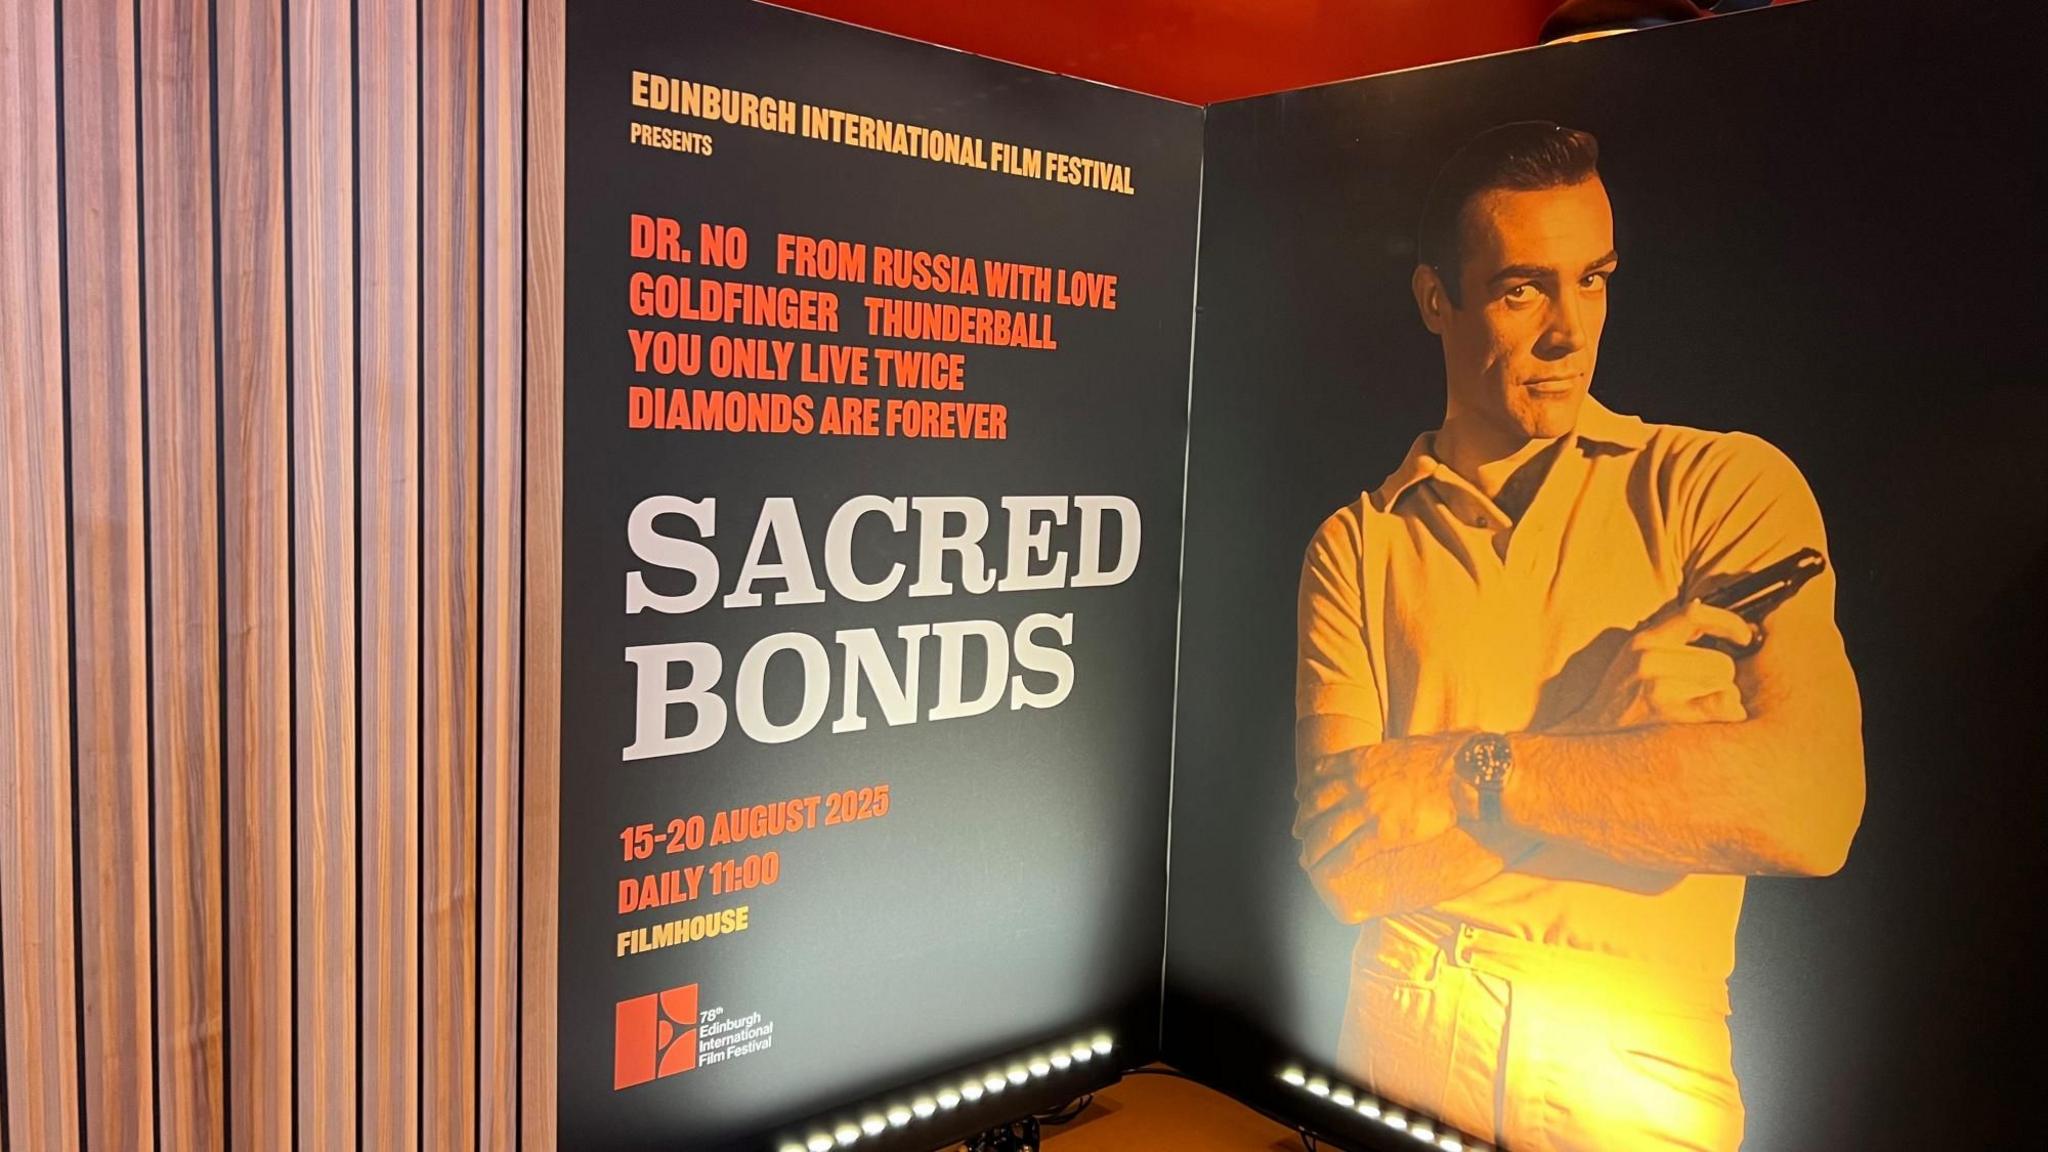 EDINBURGH INTERNATIONAL FILM FESTIVAL
PRESENTS
DR. NO FROM RUSSIA WITH LOVE
GOLDFINGER THUNDERBALL
YOU ONLY LIVE TWICE
DIAMONDS ARE FOREVER
SACRED
BONDS
15-20 AUGUST 2025
DAILY 11:00
FILMHOUSE
78th
Edinburgh
International
Film Festival